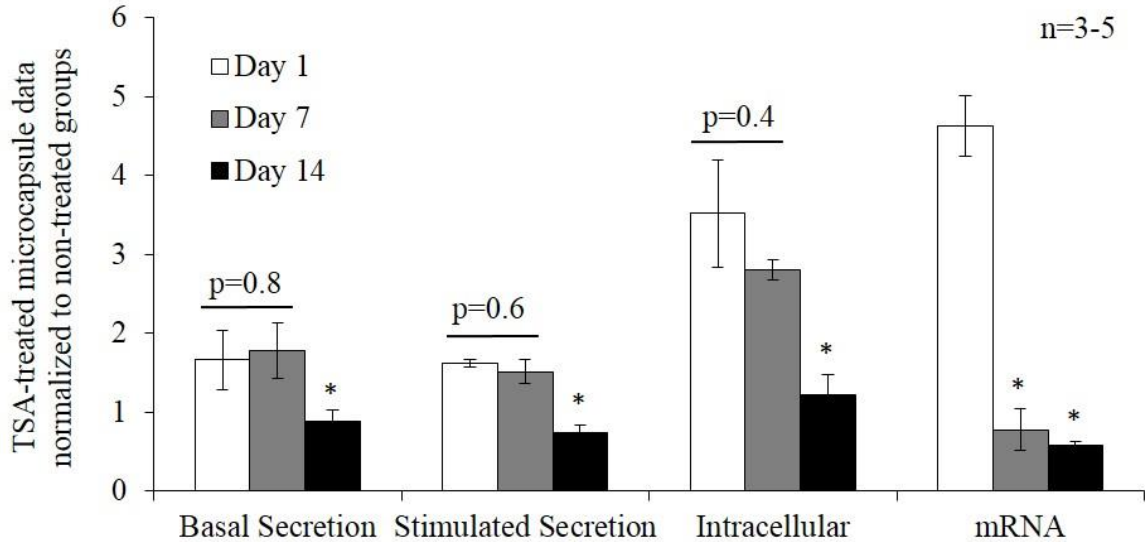 TSA-treated microcapsule data
normalized to non-treated groups
6
5
4
3
2
1
0
n=3-5
Day 1
Day 7
Day 14
p=0.8
p=0.6
p=0.4
*
*
*
*
*
Basal Secretion
Stimulated Secretion
Intracellular
mRNA